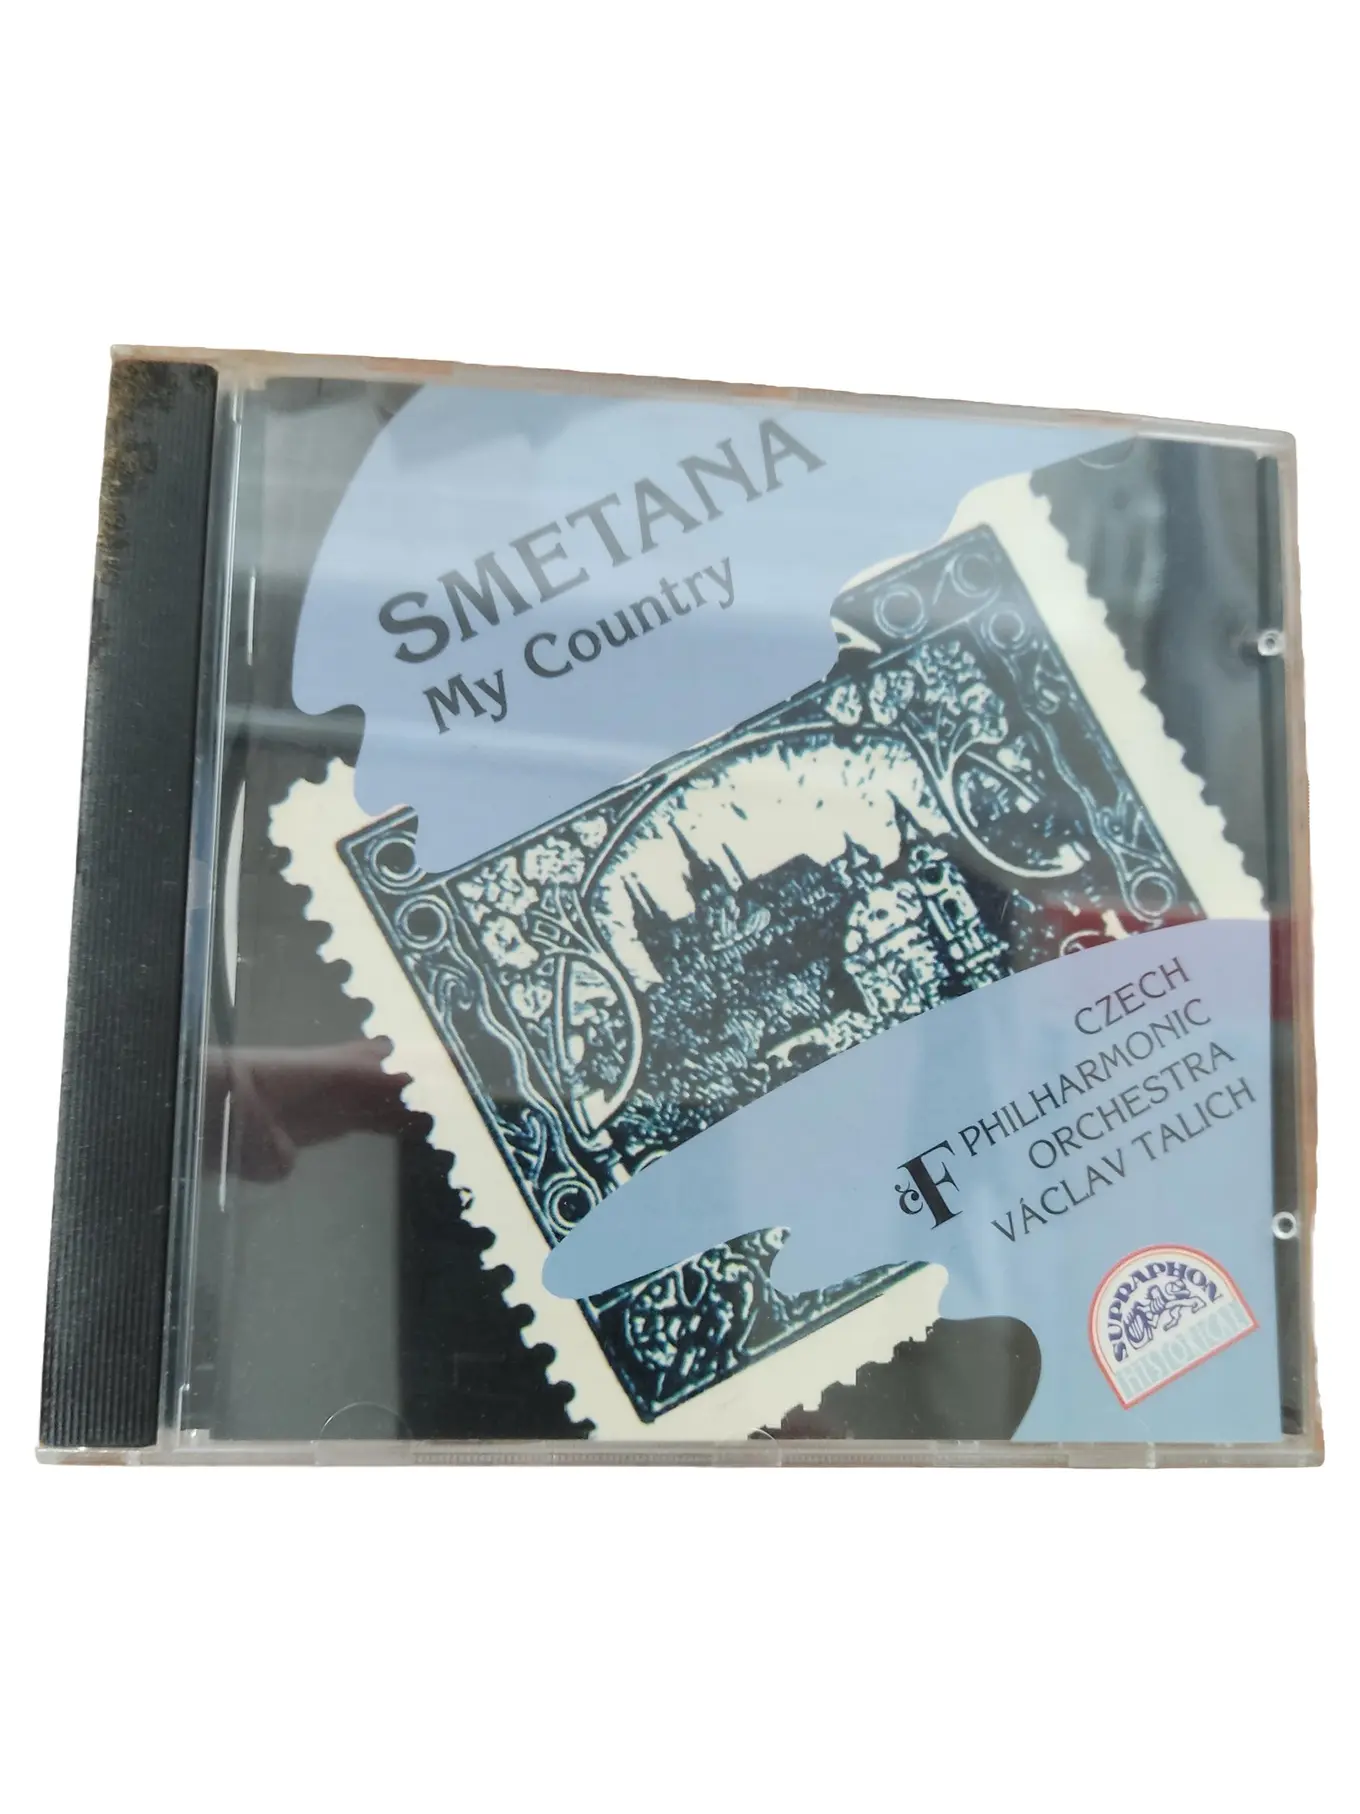 SMETANA
My Country
CZECH
PHILHARMONIC
ORCHESTRA
VÁCLAV TALICH
SUPRAPHON
HISTORICAL